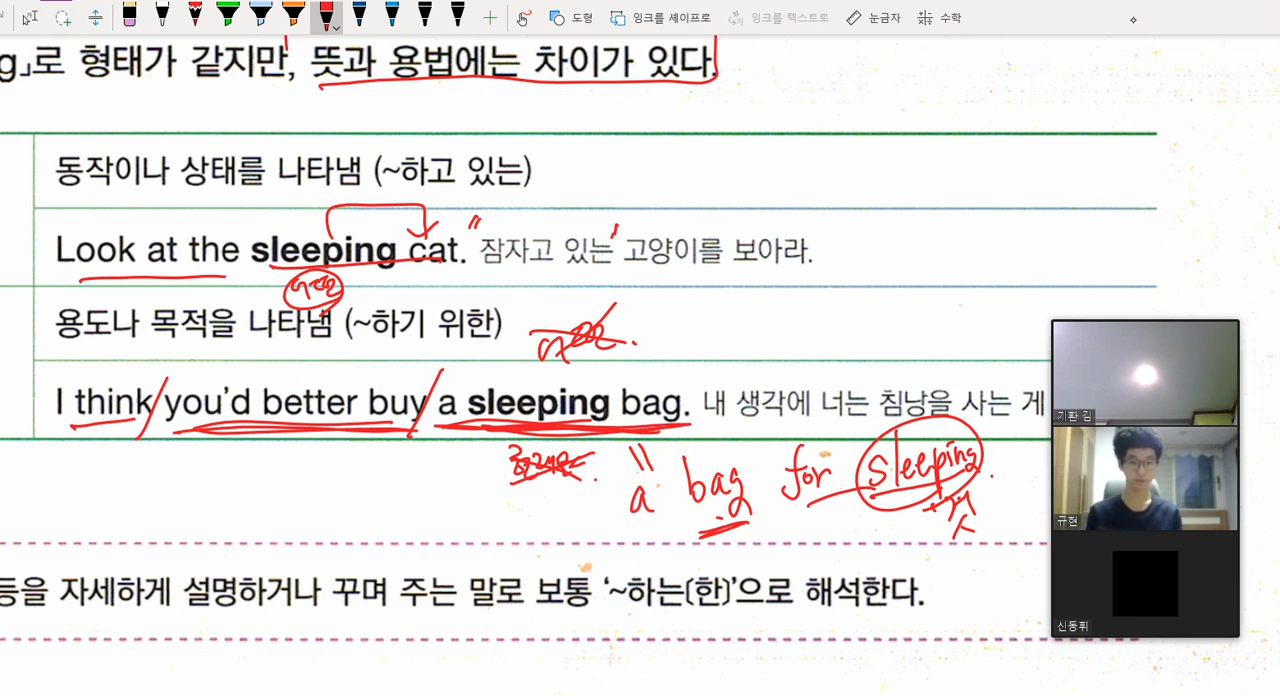 도형 잉크를 셰이프로 잉크를 텍스트로 눈금자 수학
g」로 형태가 같지만, 뜻과 용법에는 차이가 있다.
동작이나 상태를 나타냄 (~하고 있는)
Look at the sleeping cat. 잠자고 있는 고양이를 보아라.
용도나 목적을 나타냄 (~하기 위한)
I think you’d better buy a sleeping bag. 내 생각에 너는 침낭을 사는 게
a bag for sleeping.
기환 김
규현
등을 자세하게 설명하거나 꾸며 주는 말로 보통 ‘~하는(한)’으로 해석한다.
신동휘